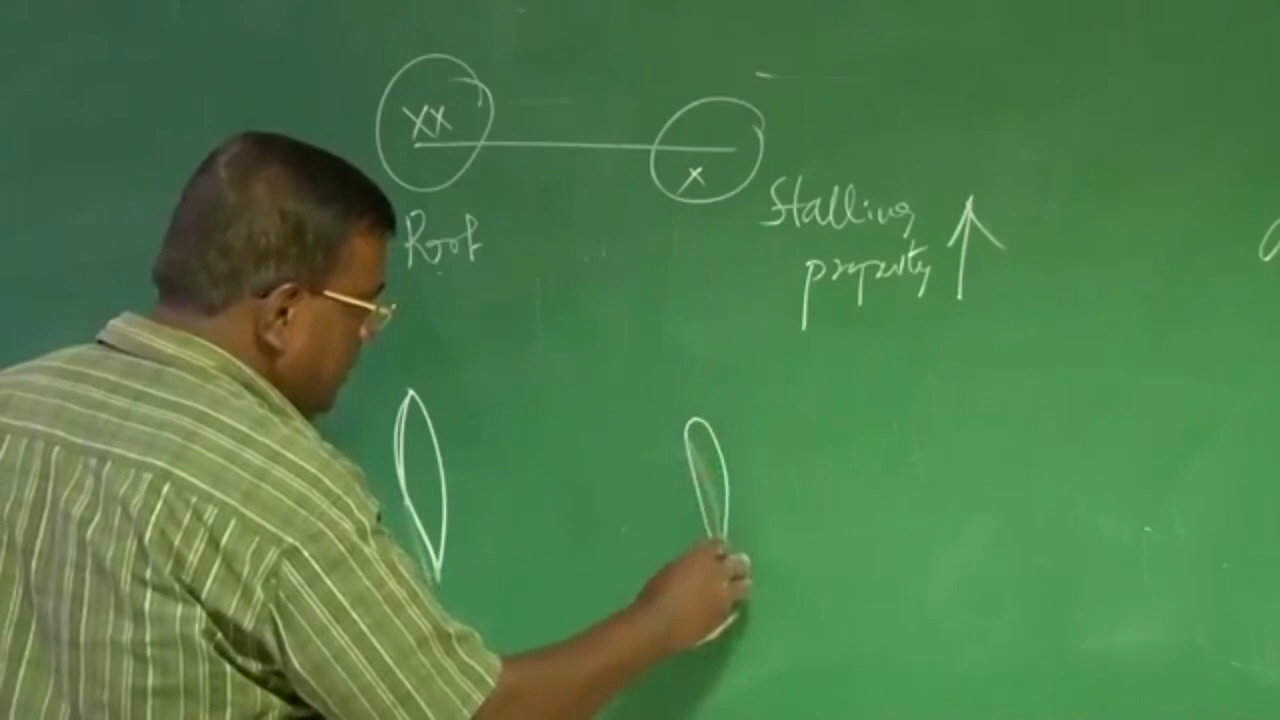 XX
x
Root
Stalling
property ↑